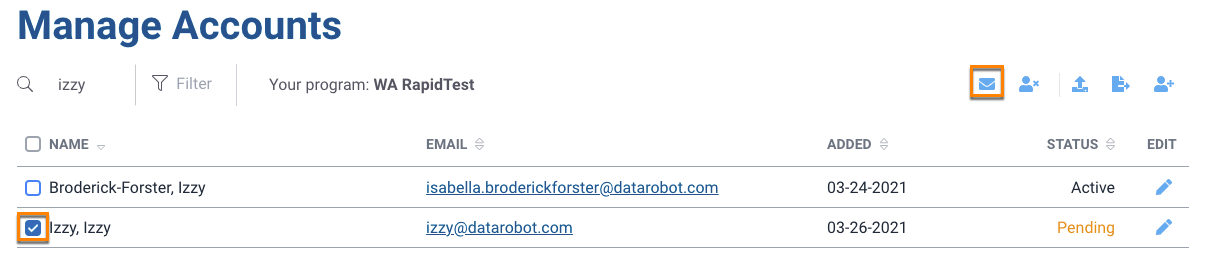 Manage Accounts
izzy Filter Your program: WA RapidTest
NAME EMAIL ADDED STATUS EDIT
Broderick-Forster, Izzy isabella.broderickforster@datarobot.com 03-24-2021 Active
Izzy, Izzy izzy@datarobot.com 03-26-2021 Pending